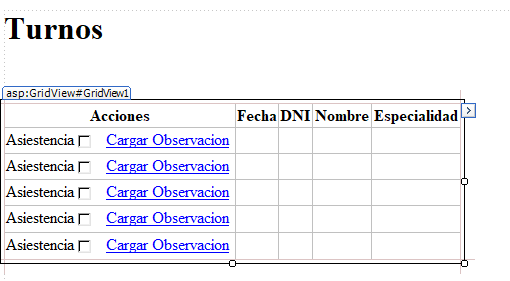 Turnos
asp:GridView#GridView1
Acciones Fecha DNI Nombre Especialidad
Asiestencia Cargar Observacion
Asiestencia Cargar Observacion
Asiestencia Cargar Observacion
Asiestencia Cargar Observacion
Asiestencia Cargar Observacion